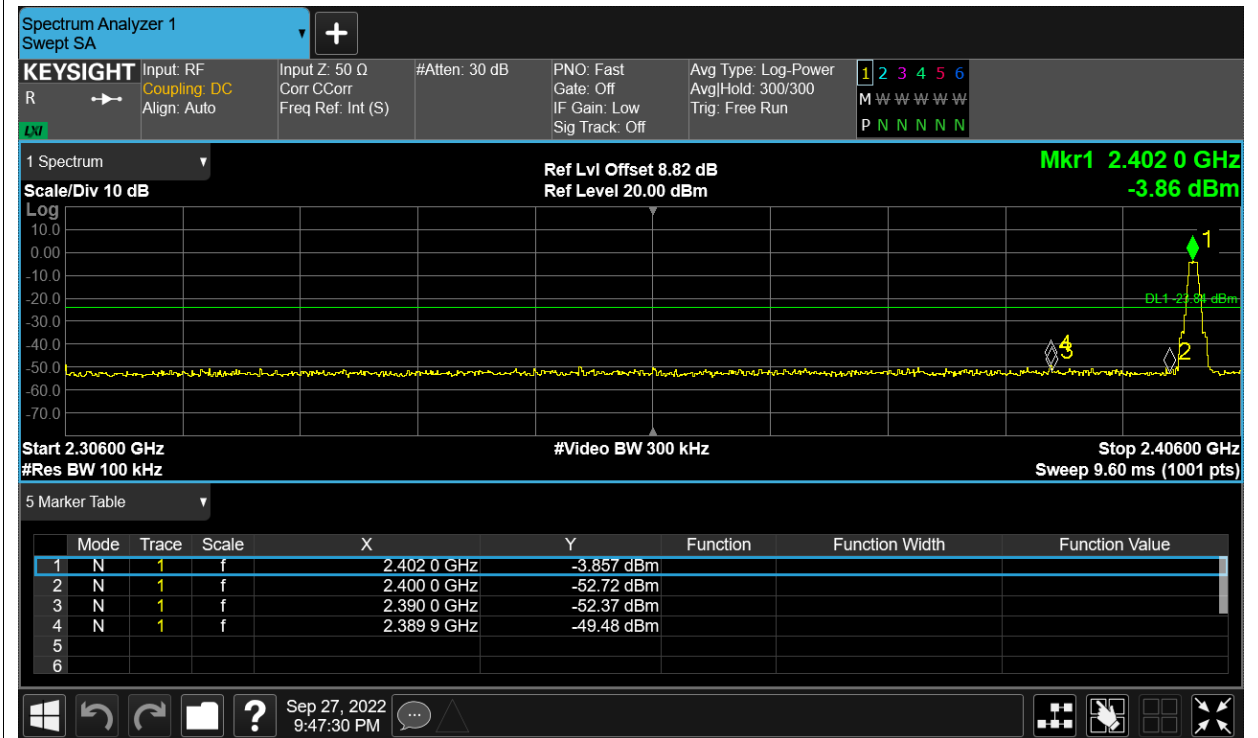 Spectrum Analyzer 1
Swept SA
KEYSIGHT
R
LXI
Input: RF
Coupling: DC
Align: Auto
Input Z: 50 Ω
Corr CCorr
Freq Ref: Int (S)
#Atten: 30 dB
PNO: Fast
Gate: Off
IF Gain: Low
Sig Track: Off
Avg Type: Log-Power
Avg|Hold: 300/300
Trig: Free Run
1 2 3 4 5 6
M W W W W W
P N N N N N
1 Spectrum
Scale/Div 10 dB
Ref Lvl Offset 8.82 dB
Ref Level 20.00 dBm
Mkr1 2.402 0 GHz
-3.86 dBm
Log
10.0
0.00
-10.0
-20.0
-30.0
-40.0
-50.0
-60.0
-70.0
1
DL1 -23.84 dBm
4
3
2
Start 2.30600 GHz
#Res BW 100 kHz
#Video BW 300 kHz
Stop 2.40600 GHz
Sweep 9.60 ms (1001 pts)
5 Marker Table
Mode Trace Scale X Y Function Function Width Function Value
1 N 1 f 2.402 0 GHz -3.857 dBm
2 N 1 f 2.400 0 GHz -52.72 dBm
3 N 1 f 2.390 0 GHz -52.37 dBm
4 N 1 f 2.389 9 GHz -49.48 dBm
5
6
?
Sep 27, 2022
9:47:30 PM